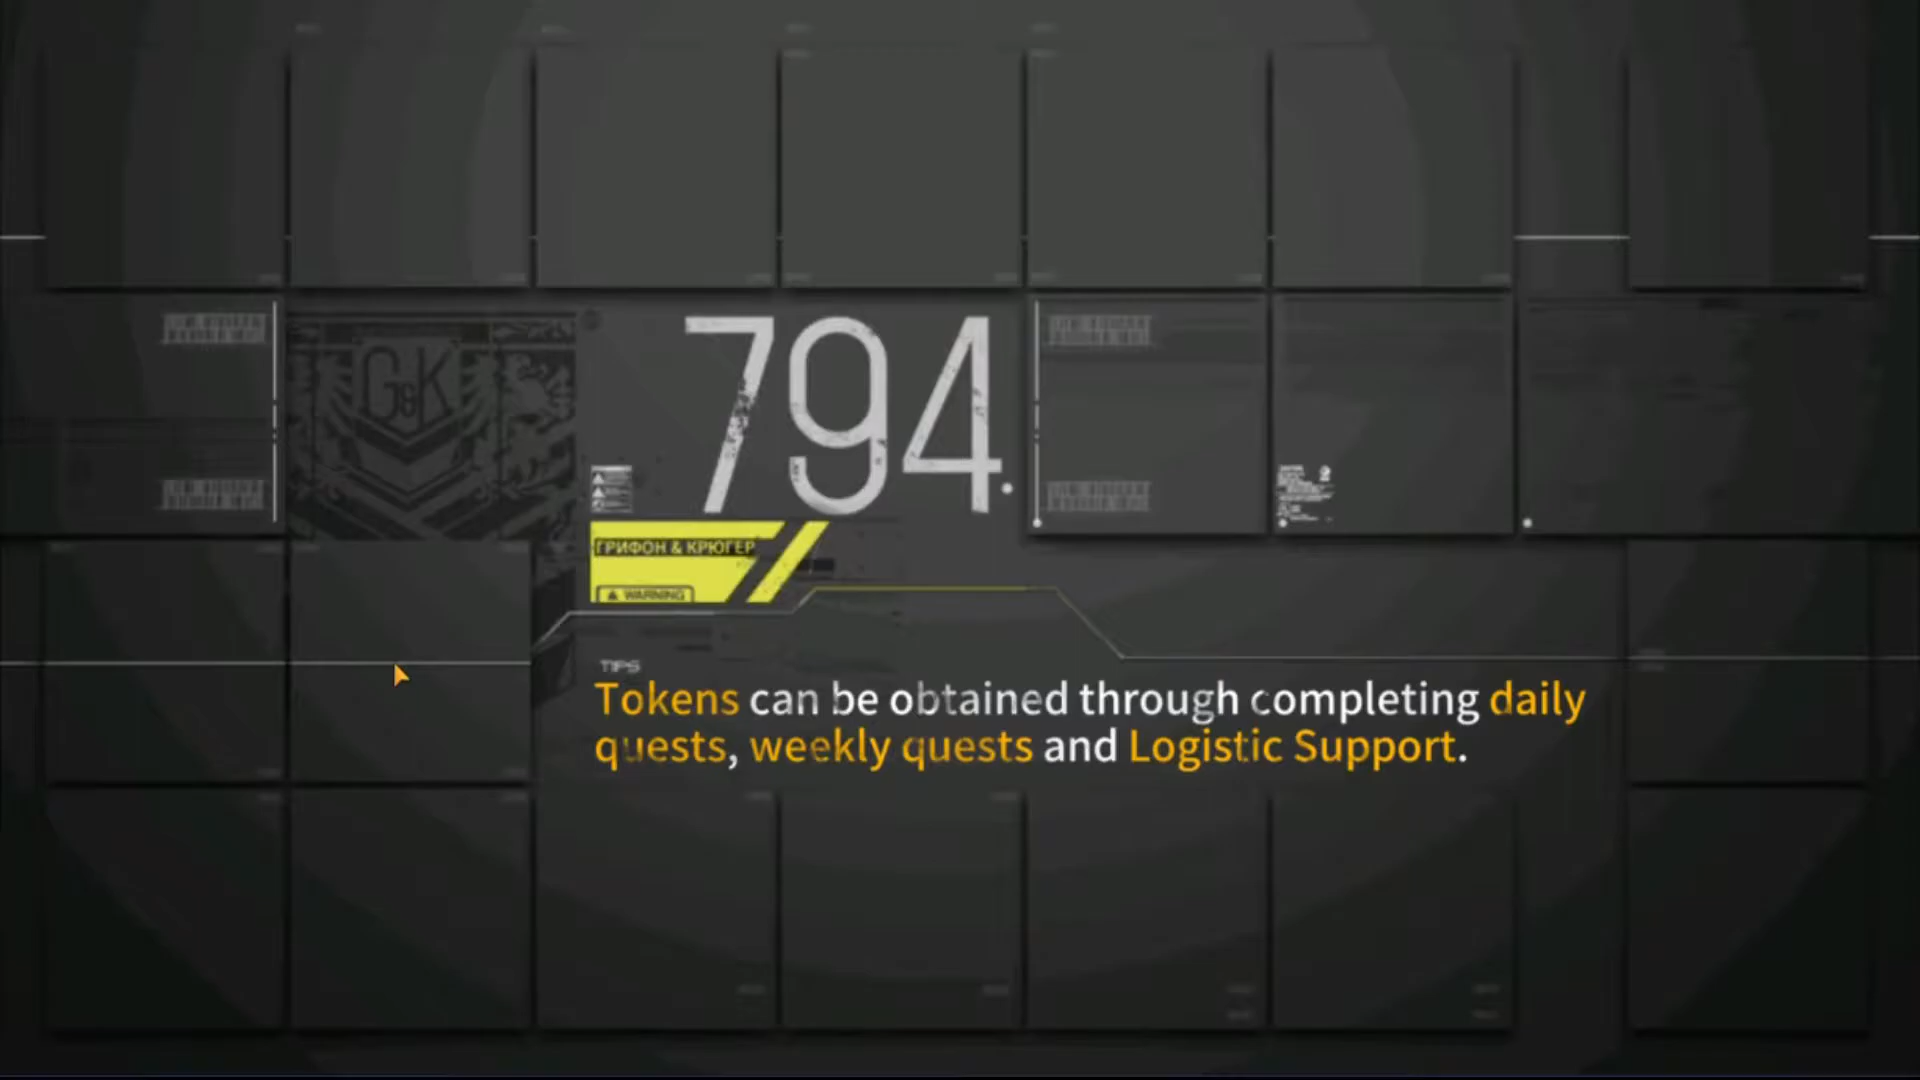 G&K
794.
ГРИФОН & КРЮГЕР
WARNING
TIPS
Tokens can be obtained through completing daily
quests, weekly quests and Logistic Support.